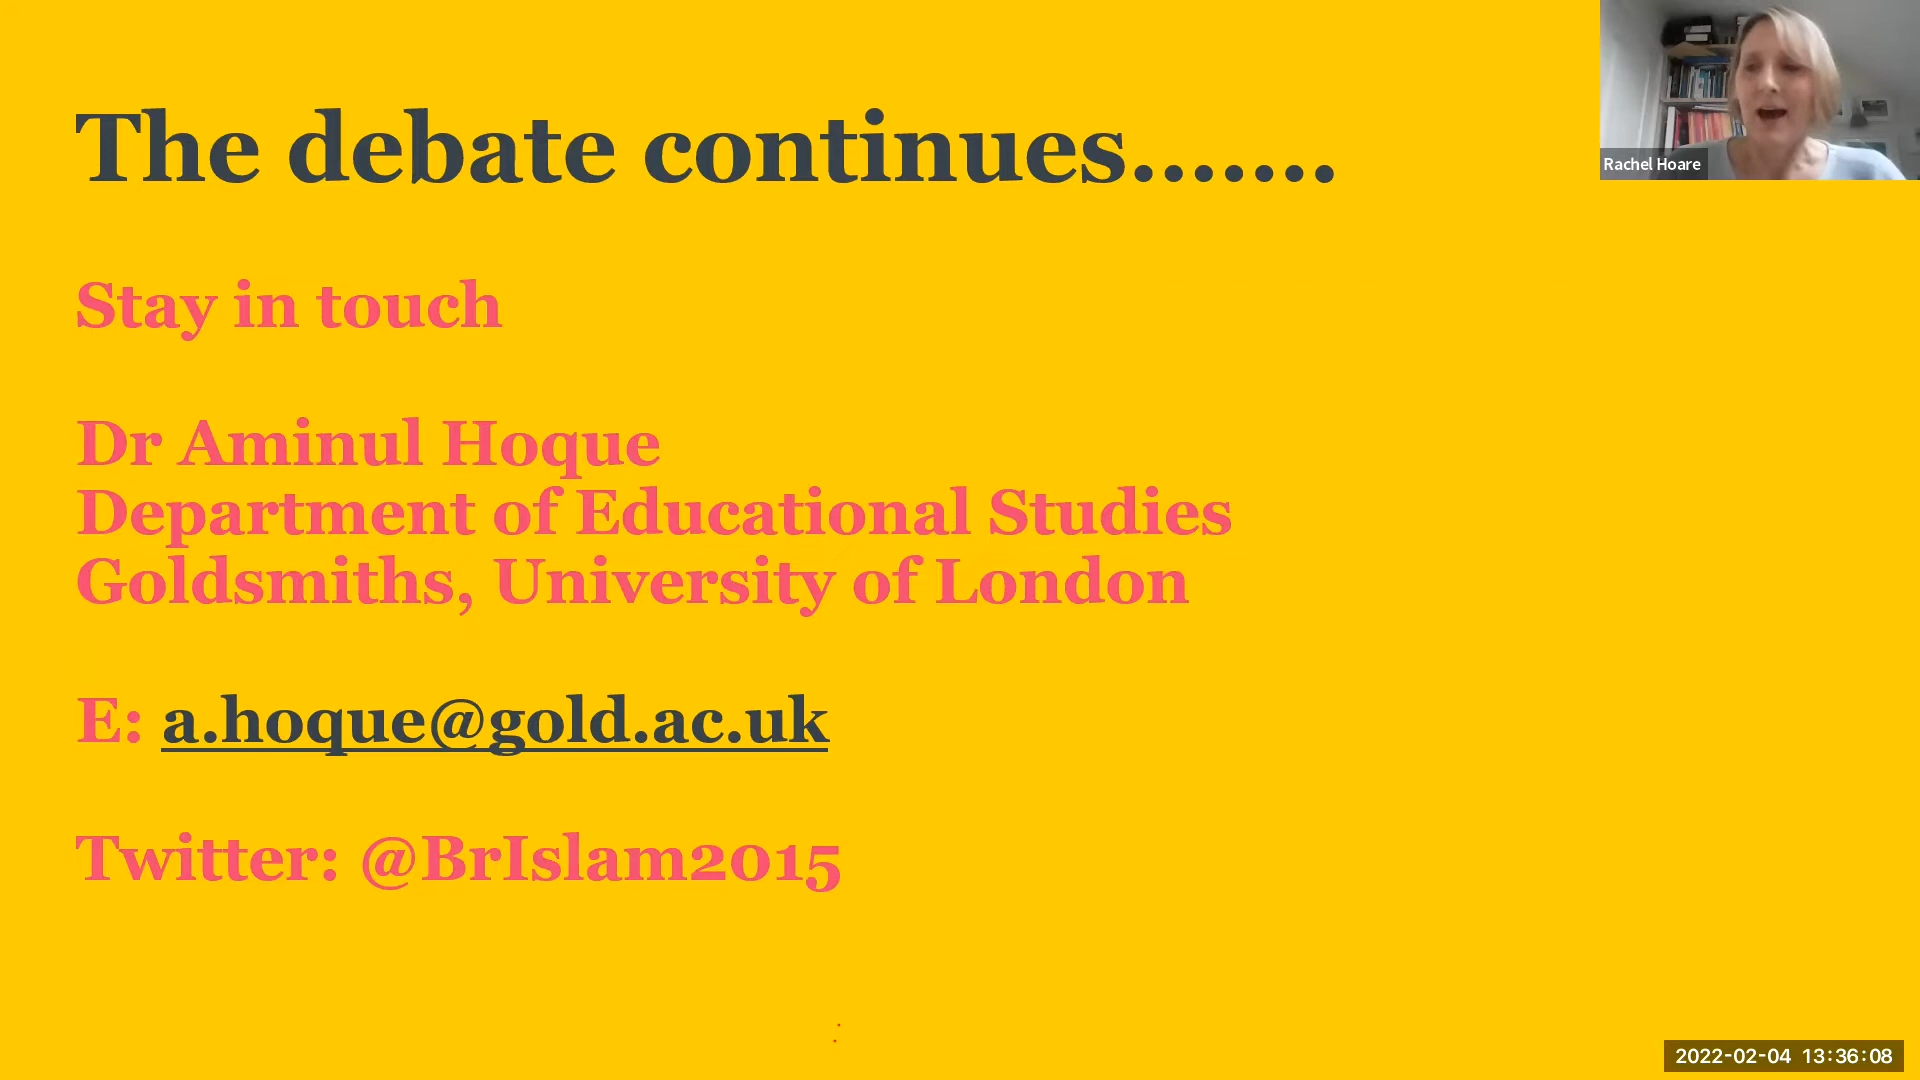 The debate continues.......
Rachel Hoare
Stay in touch
Dr Aminul Hoque
Department of Educational Studies
Goldsmiths, University of London
E: a.hoque@gold.ac.uk
Twitter: @BrIslam2015
2022-02-04 13:36:08